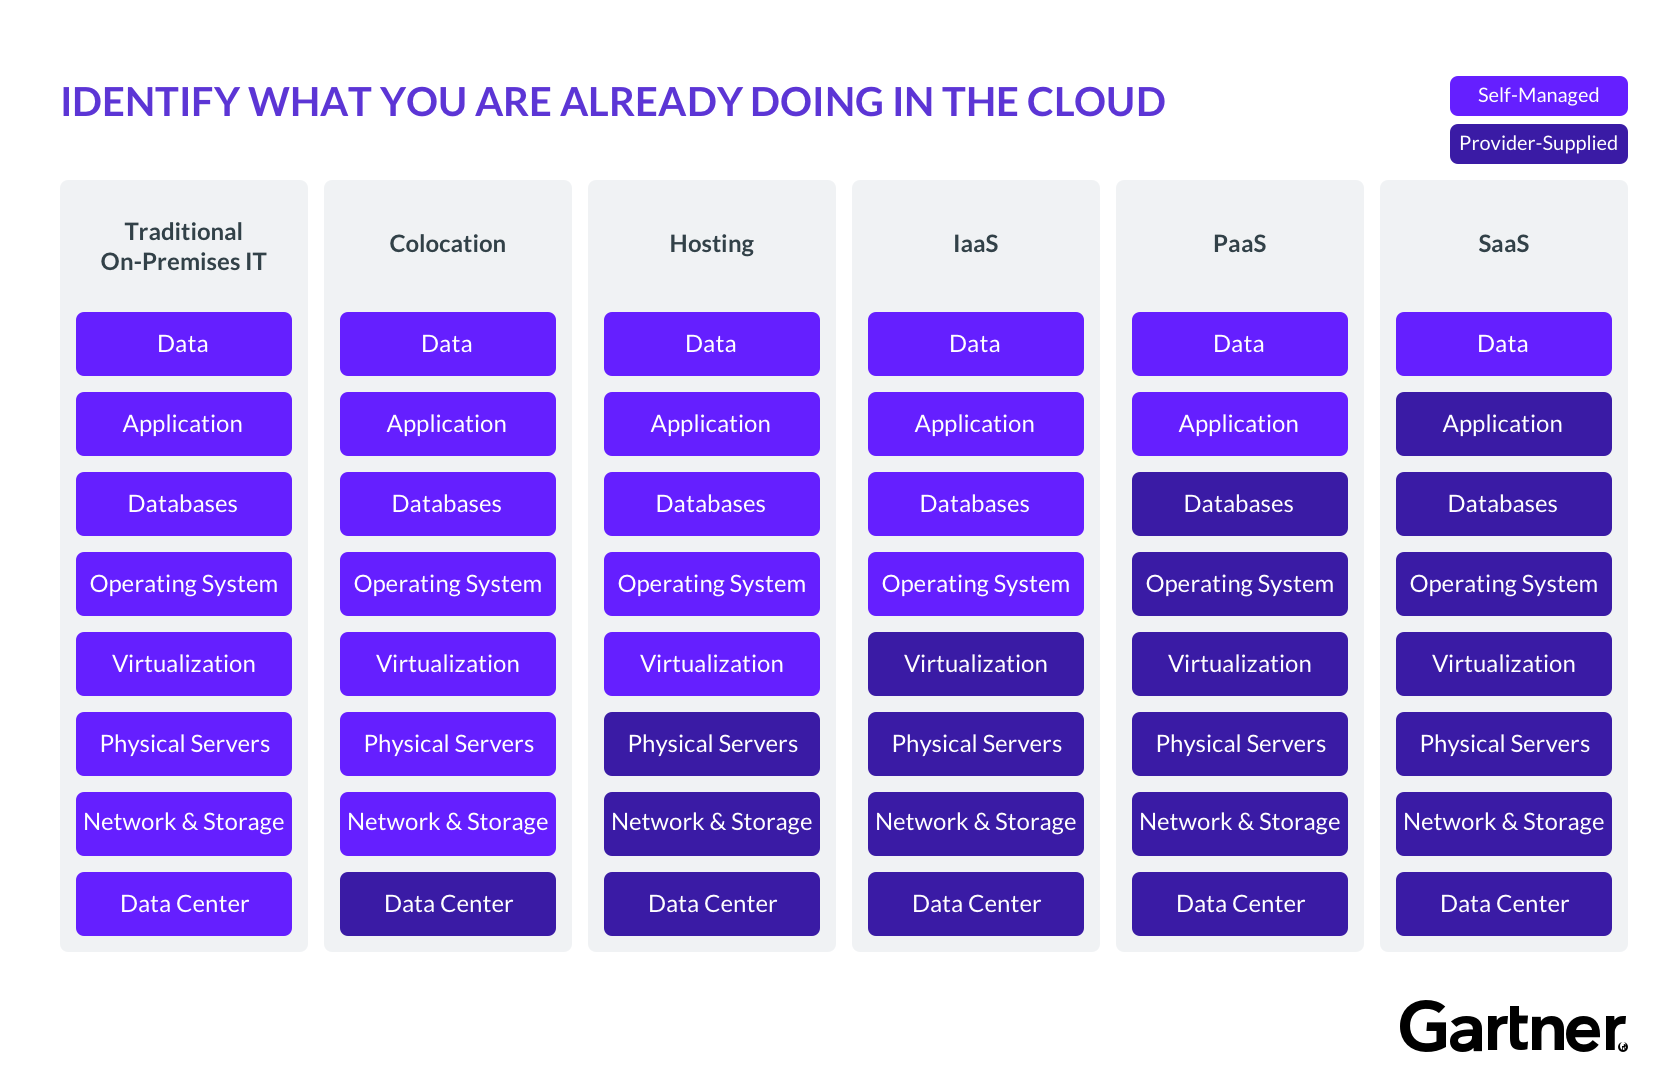 IDENTIFY WHAT YOU ARE ALREADY DOING IN THE CLOUD
Self-Managed
Provider-Supplied
Traditional
On-Premises IT
Colocation
Hosting
IaaS
PaaS
SaaS
Data
Data
Data
Data
Data
Data
Application
Application
Application
Application
Application
Application
Databases
Databases
Databases
Databases
Databases
Databases
Operating System
Operating System
Operating System
Operating System
Operating System
Operating System
Virtualization
Virtualization
Virtualization
Virtualization
Virtualization
Virtualization
Physical Servers
Physical Servers
Physical Servers
Physical Servers
Physical Servers
Physical Servers
Network & Storage
Network & Storage
Network & Storage
Network & Storage
Network & Storage
Network & Storage
Data Center
Data Center
Data Center
Data Center
Data Center
Data Center
Gartner